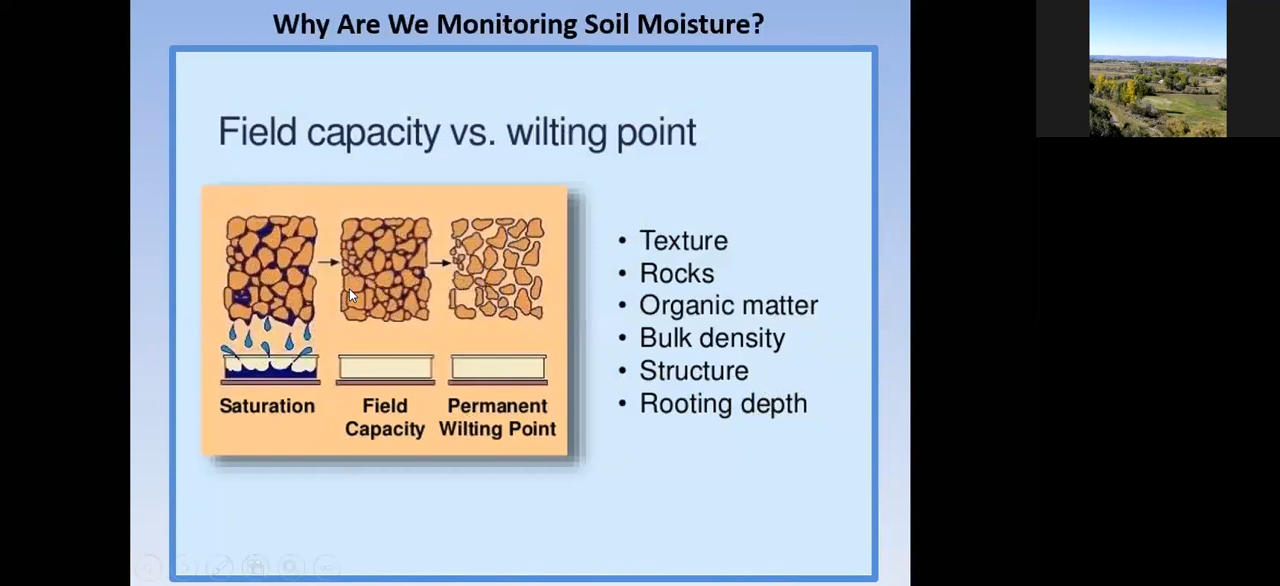 Why Are We Monitoring Soil Moisture?
Field capacity vs. wilting point
Saturation
Field
Capacity
Permanent
Wilting Point
• Texture
• Rocks
• Organic matter
• Bulk density
• Structure
• Rooting depth